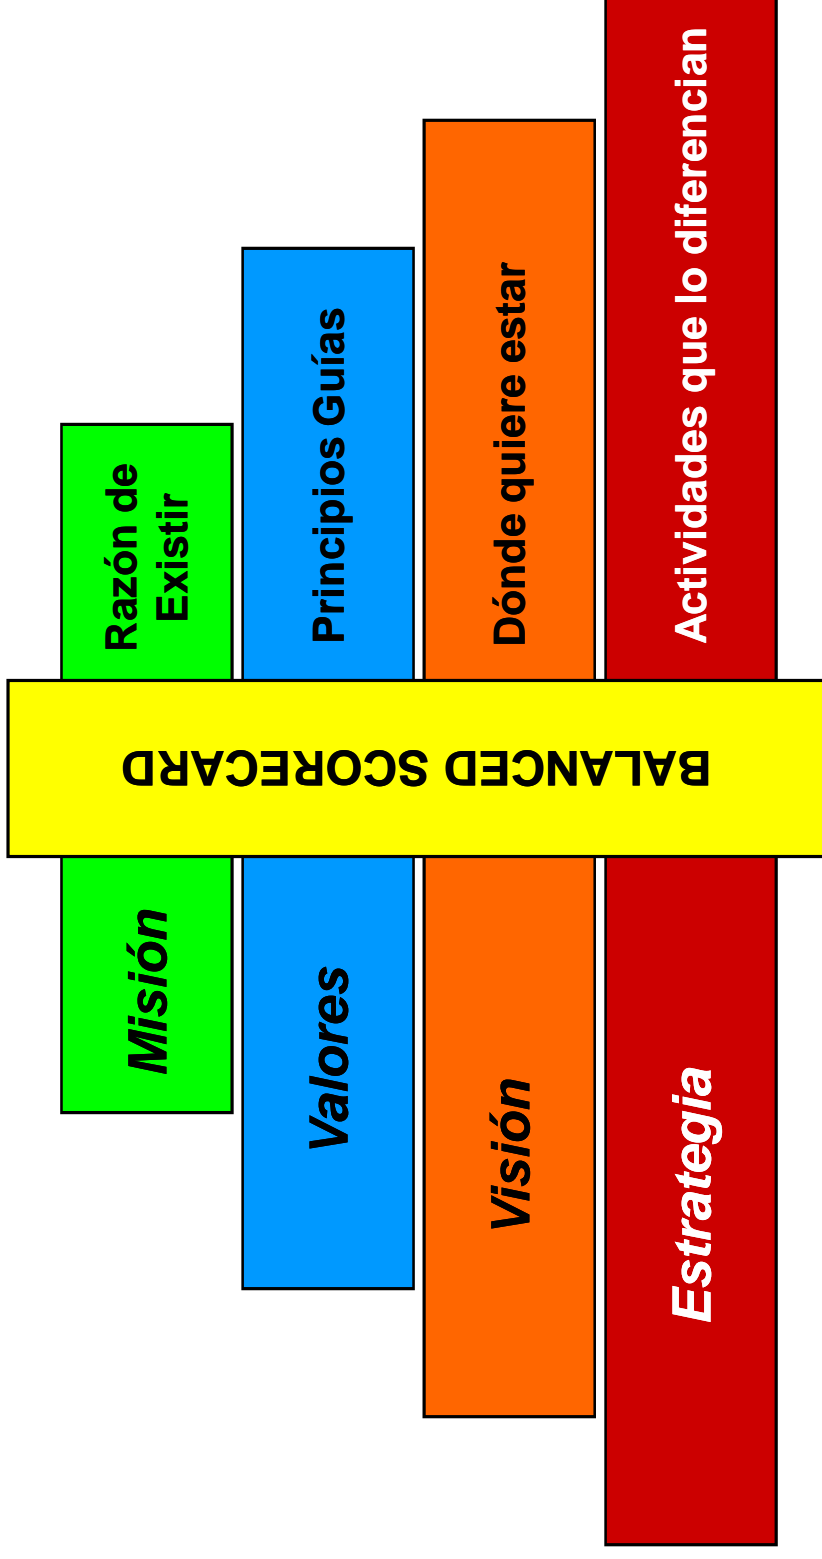 Misión
Razón de
Existir
Valores
Principios Guías
Visión
Dónde quiere estar
Estrategia
Actividades que lo diferencian
BALANCED SCORECARD